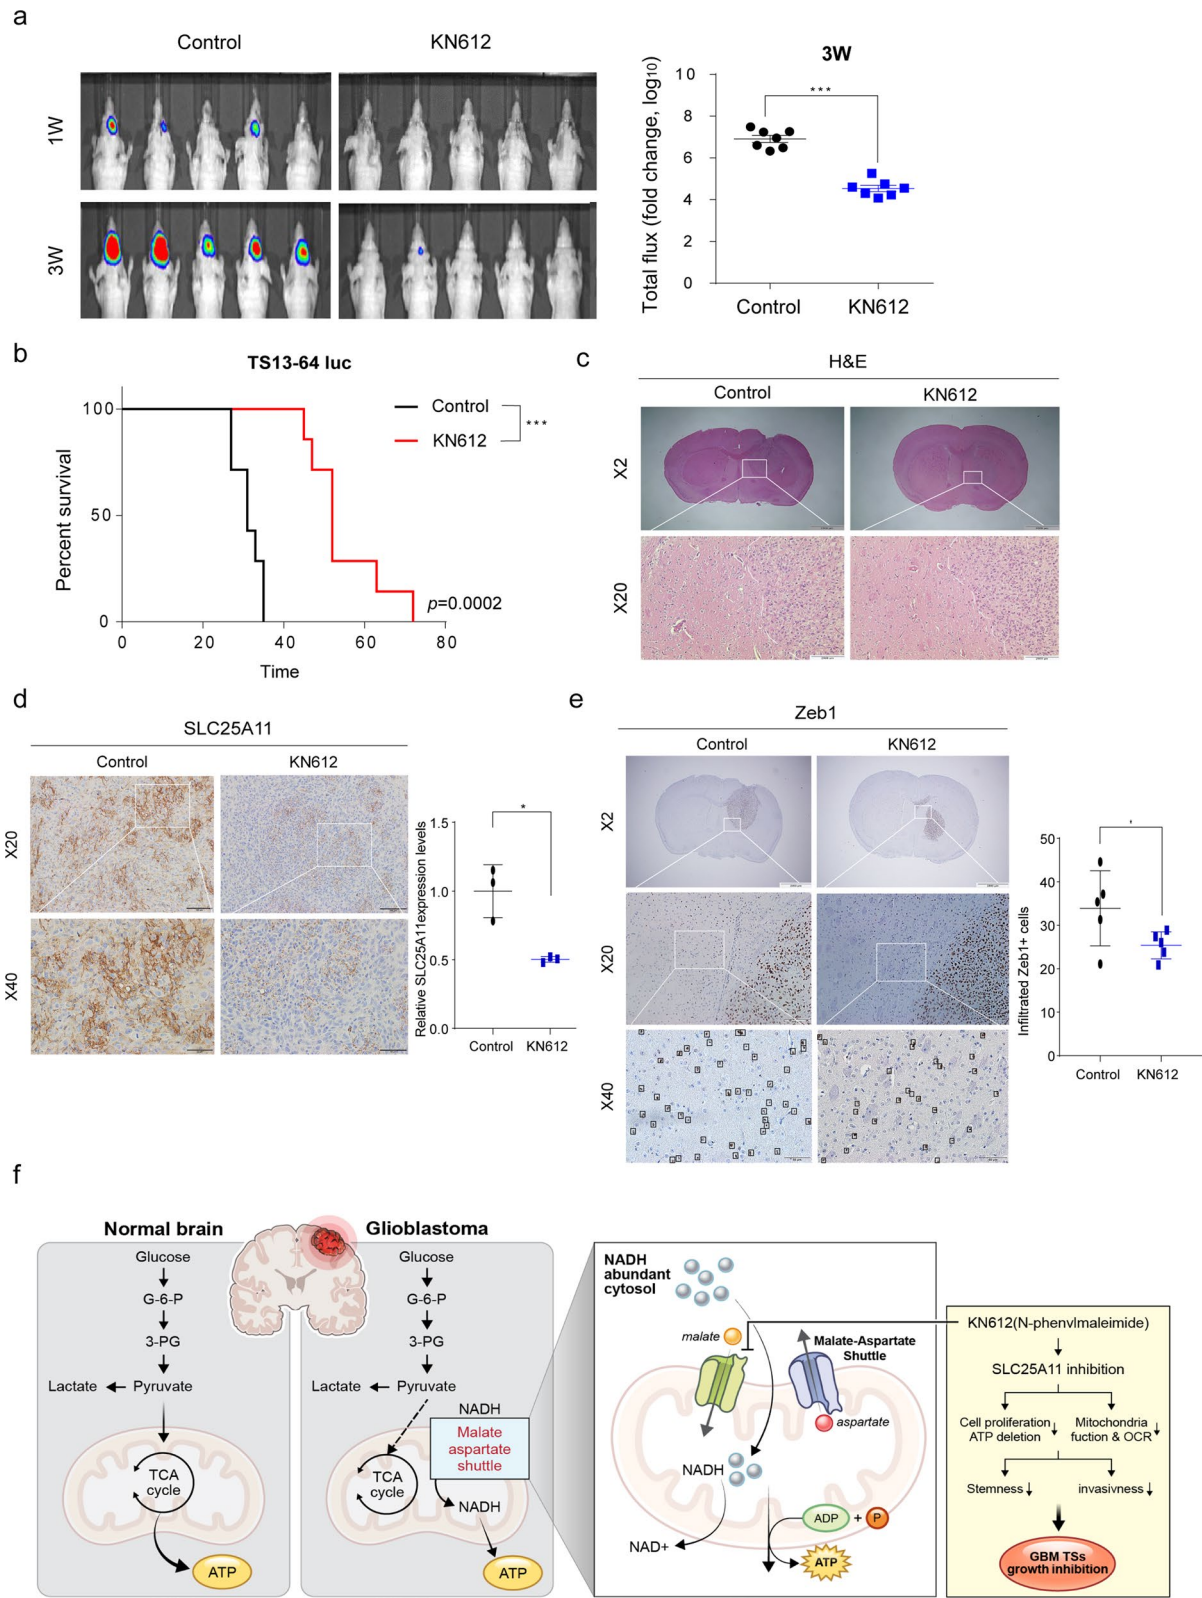 a
Control
KN612
1W
3W
3W
***
10
8
6
4
2
0
Total flux (fold change, log10)
Control
KN612
b
TS13-64 luc
Control
KN612
***
100
50
0
Percent survival
p=0.0002
0
20
40
60
80
Time
c
H&E
Control
KN612
X2
X20
d
SLC25A11
Control
KN612
X20
X40
*
1.5
1.0
0.5
0.0
Relative SLC25A11expression levels
Control
KN612
e
Zeb1
Control
KN612
X2
X20
X40
50
40
30
20
10
0
Infiltrated Zeb1+ cells
Control
KN612
f
Normal brain
Glucose
G-6-P
3-PG
Lactate
Pyruvate
TCA
cycle
ATP
Glioblastoma
Glucose
G-6-P
3-PG
Lactate
Pyruvate
NADH
Malate
aspartate
shuttle
TCA
cycle
NADH
ATP
NADH
abundant
cytosol
malate
Malate-Aspartate
Shuttle
aspartate
NADH
NAD+
ADP
+
P
ATP
KN612(N-phenvlmaleimide)
SLC25A11 inhibition
Cell proliferation
ATP deletion
Mitochondria
fuction & OCR
Stemness
invasivness
GBM TSs
growth inhibition